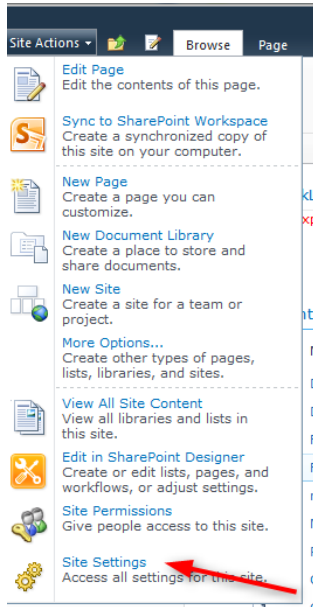 Site Actions
Browse
Page
Edit Page
Edit the contents of this page.
Sync to SharePoint Workspace
Create a synchronized copy of
this site on your computer.
New Page
Create a page you can
customize.
New Document Library
Create a place to store and
share documents.
New Site
Create a site for a team or
project.
More Options...
Create other types of pages,
lists, libraries, and sites.
View All Site Content
View all libraries and lists in
this site.
Edit in SharePoint Designer
Create or edit lists, pages, and
workflows, or adjust settings.
Site Permissions
Give people access to this site.
Site Settings
Access all settings for this site.